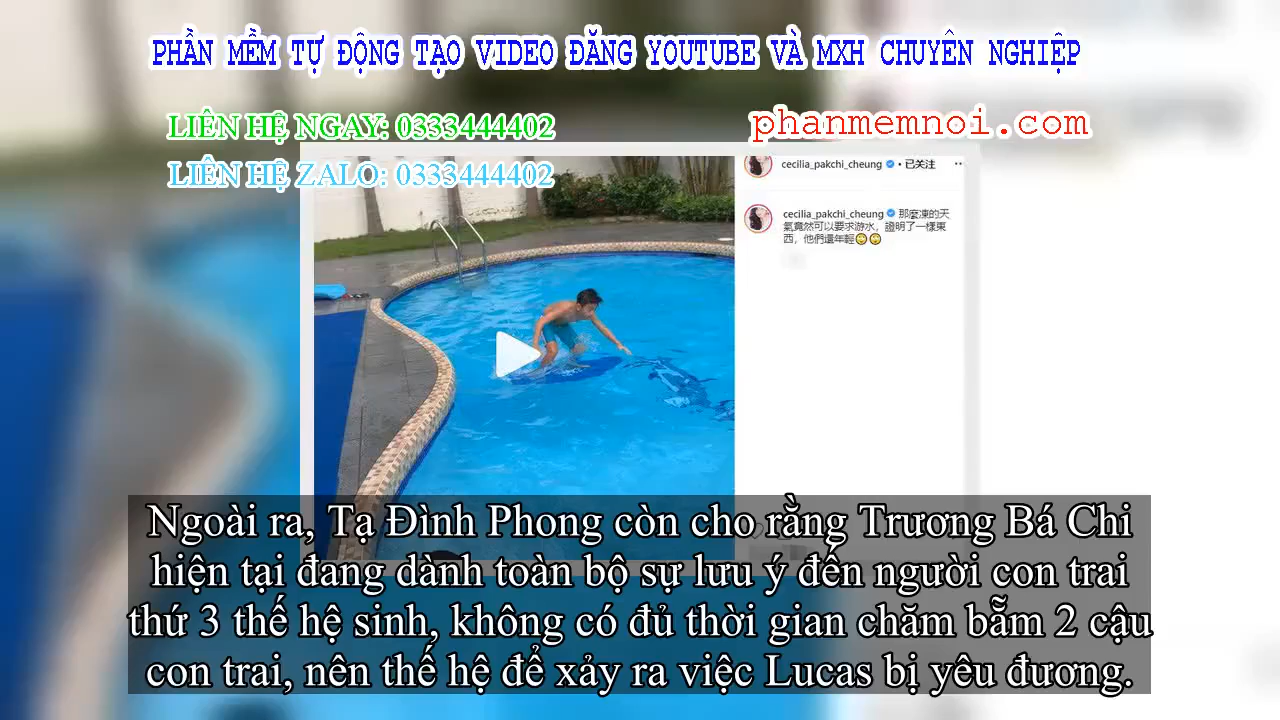 PHẦN MỀM TỰ ĐỘNG TẠO VIDEO ĐĂNG YOUTUBE VÀ MXH CHUYÊN NGHIỆP
LIÊN HỆ NGAY: 0333444402
phanmemnoi.com
LIÊN HỆ ZALO: 0333444402
cecilia_pakchi_cheung • 已关注 ···
cecilia_pakchi_cheung 那麼凍的天
氣竟然可以要求游水，證明了一樣東
西，他們還年輕🙄🙄
Ngoài ra, Tạ Đình Phong còn cho rằng Trương Bá Chi
hiện tại đang dành toàn bộ sự lưu ý đến người con trai
thứ 3 thế hệ sinh, không có đủ thời gian chăm bẵm 2 cậu
con trai, nên thế hệ để xảy ra việc Lucas bị yêu đương.